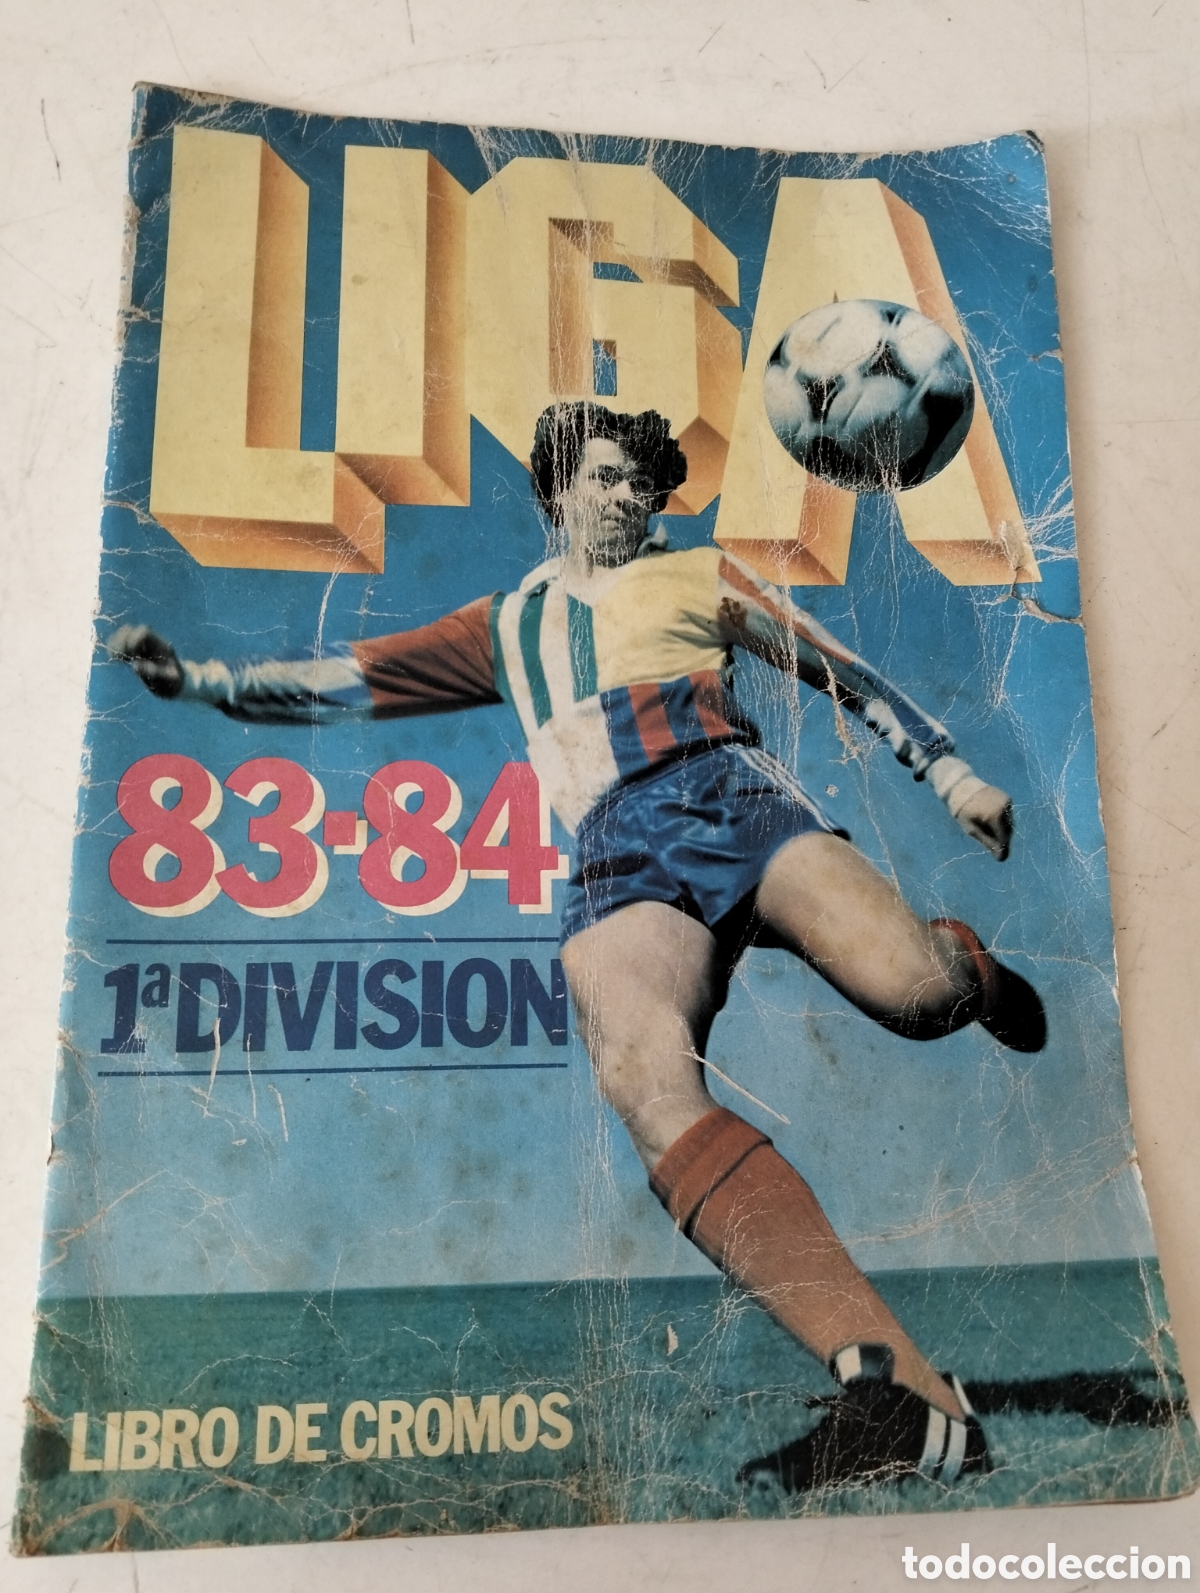 LIGA
83-84
1ª DIVISION
LIBRO DE CROMOS
todocoleccion